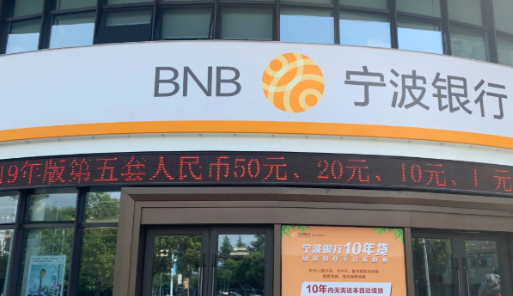 BNB 宁波银行
19年版第五套人民币50元、20元、10元、1元
宁波银行10年贷
10年内无需还本自动续贷